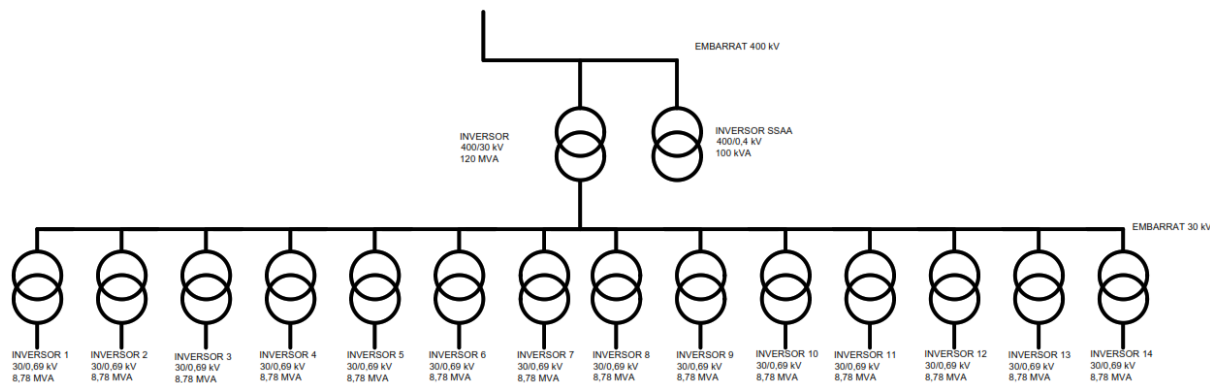 EMBARRAT 400 kV
INVERSOR
400/30 kV
120 MVA
INVERSOR SSAA
400/0,4 kV
100 kVA
EMBARRAT 30 kV
INVERSOR 1
30/0,69 kV
8,78 MVA
INVERSOR 2
30/0,69 kV
8,78 MVA
INVERSOR 3
30/0,69 kV
8,78 MVA
INVERSOR 4
30/0,69 kV
8,78 MVA
INVERSOR 5
30/0,69 kV
8,78 MVA
INVERSOR 6
30/0,69 kV
8,78 MVA
INVERSOR 7
30/0,69 kV
8,78 MVA
INVERSOR 8
30/0,69 kV
8,78 MVA
INVERSOR 9
30/0,69 kV
8,78 MVA
INVERSOR 10
30/0,69 kV
8,78 MVA
INVERSOR 11
30/0,69 kV
8,78 MVA
INVERSOR 12
30/0,69 kV
8,78 MVA
INVERSOR 13
30/0,69 kV
8,78 MVA
INVERSOR 14
30/0,69 kV
8,78 MVA